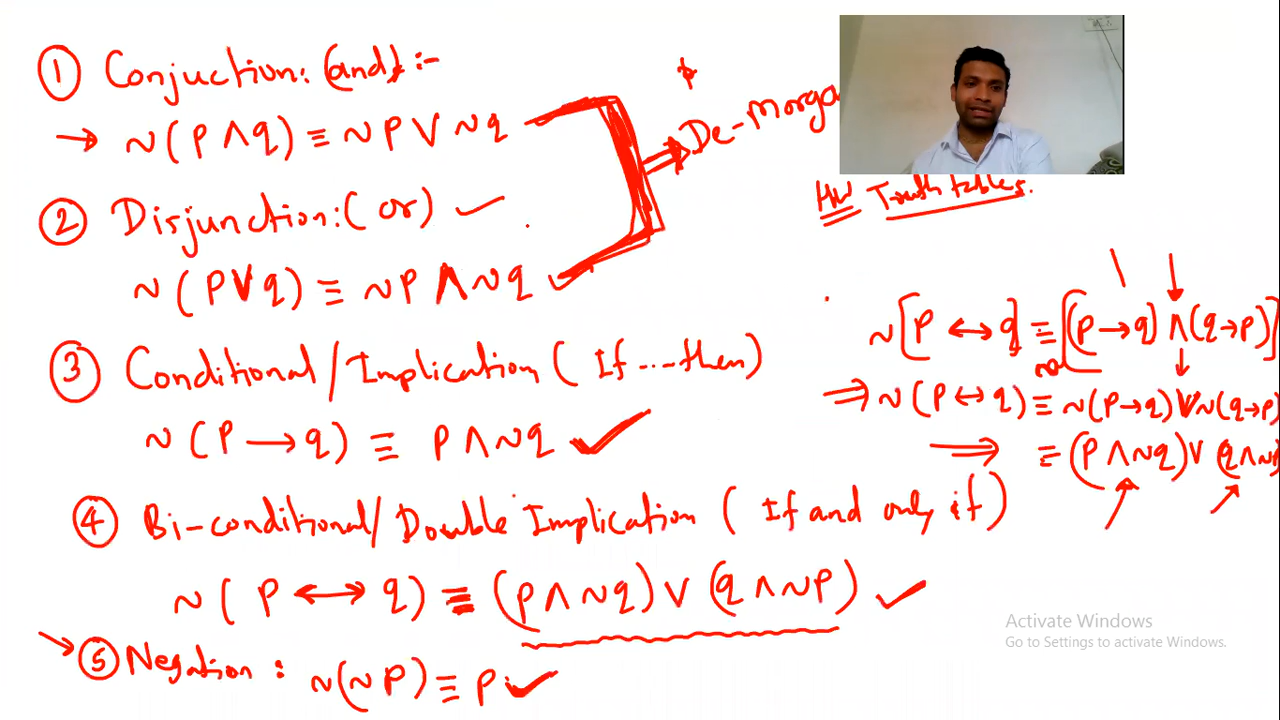 ① Conjuction: (and) :-
→ ~(P ∧ q) ≡ ~P ∨ ~q
De-Morga
HW Truth tables.
② Disjunction: (or) ✓
~(P ∨ q) ≡ ~P ∧ ~q ✓
③ Conditional / Implication ( If ... then)
~(P → q) ≡ P ∧ ~q ✓
④ Bi-conditional / Double Implication ( If and only if )
~( P ↔ q) ≡ (P ∧ ~q) ∨ (q ∧ ~P) ✓
→ ⑤ Negation : ~(~P) ≡ P ✓
~[P ↔ q] ≡ ~[(P → q) ∧ (q → P)]
⇒ ~(P ↔ q) ≡ ~(P → q) ∨ ~(q → P)
⇒ ≡ (P ∧ ~q) ∨ (q ∧ ~P
Activate Windows
Go to Settings to activate Windows.